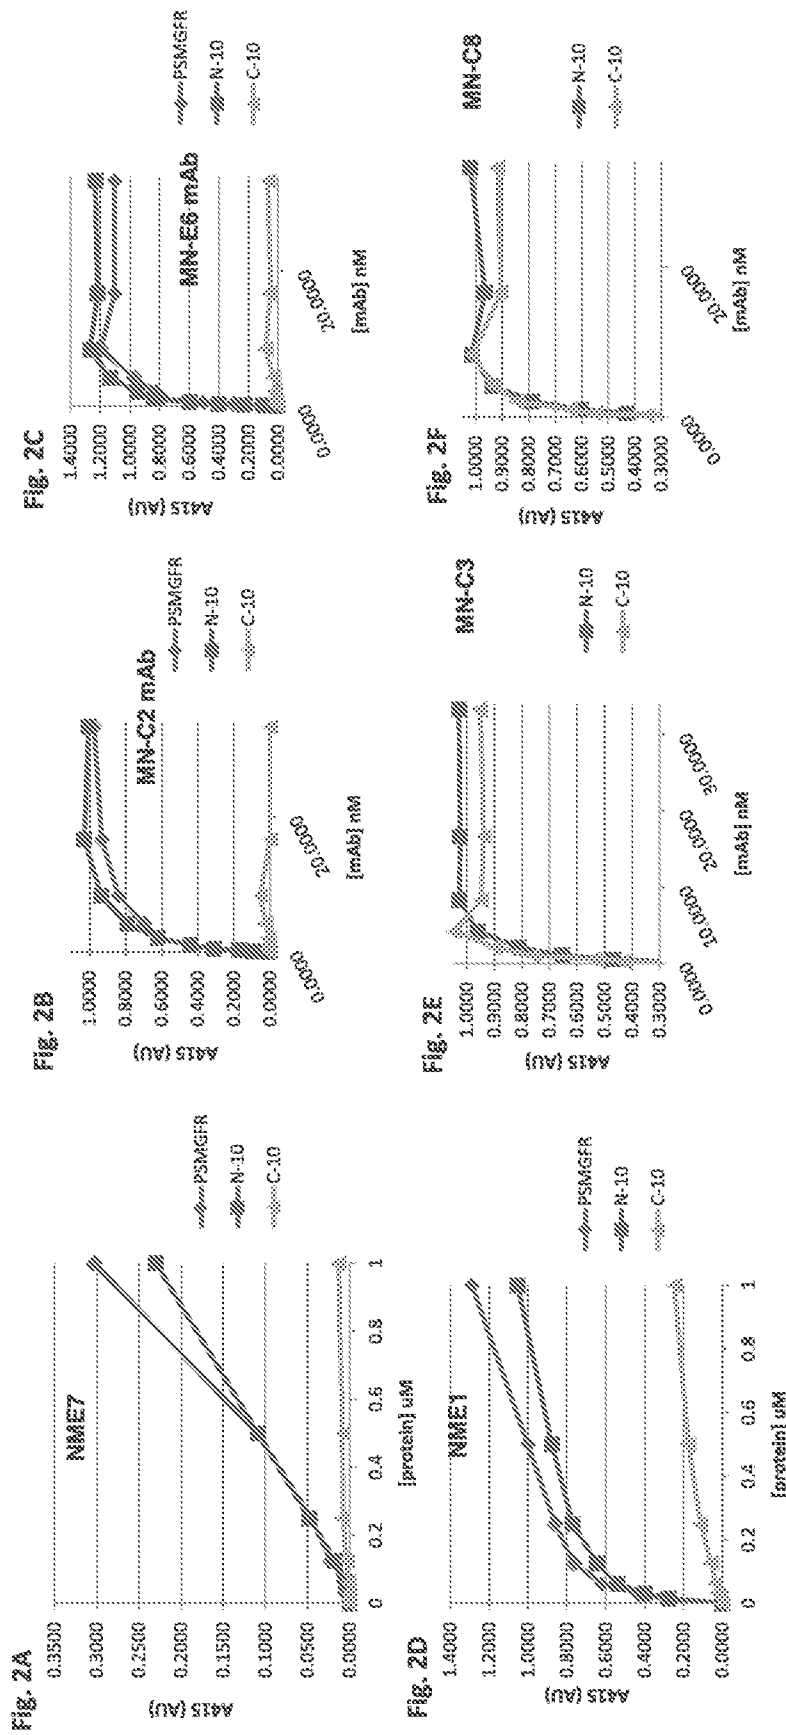 Fig. 2A
NME7
A415 (AU)
0.3500
0.3000
0.2500
0.2000
0.1500
0.1000
0.0500
0.0000
0
0.2
0.4
0.6
0.8
1
[protein] uM
PSMGFR
N-10
C-10
Fig. 2B
MN-C2 mAb
A415 (AU)
1.0000
0.8000
0.6000
0.4000
0.2000
0.0000
0.0000
20.0000
[mAb] nM
PSMGFR
N-10
C-10
Fig. 2C
MN-E6 mAb
A415 (AU)
1.4000
1.2000
1.0000
0.8000
0.6000
0.4000
0.2000
0.0000
0.0000
20.0000
[mAb] nM
PSMGFR
N-10
C-10
Fig. 2D
NME1
A415 (AU)
1.4000
1.2000
1.0000
0.8000
0.6000
0.4000
0.2000
0.0000
0
0.2
0.4
0.6
0.8
1
[protein] uM
PSMGFR
N-10
C-10
Fig. 2E
MN-C3
A415 (AU)
1.0000
0.9000
0.8000
0.7000
0.6000
0.5000
0.4000
0.3000
0.0000
10.0000
20.0000
30.0000
[mAb] nM
N-10
C-10
Fig. 2F
MN-C8
A415 (AU)
1.0000
0.9000
0.8000
0.7000
0.6000
0.5000
0.4000
0.3000
0.0000
20.0000
[mAb] nM
N-10
C-10